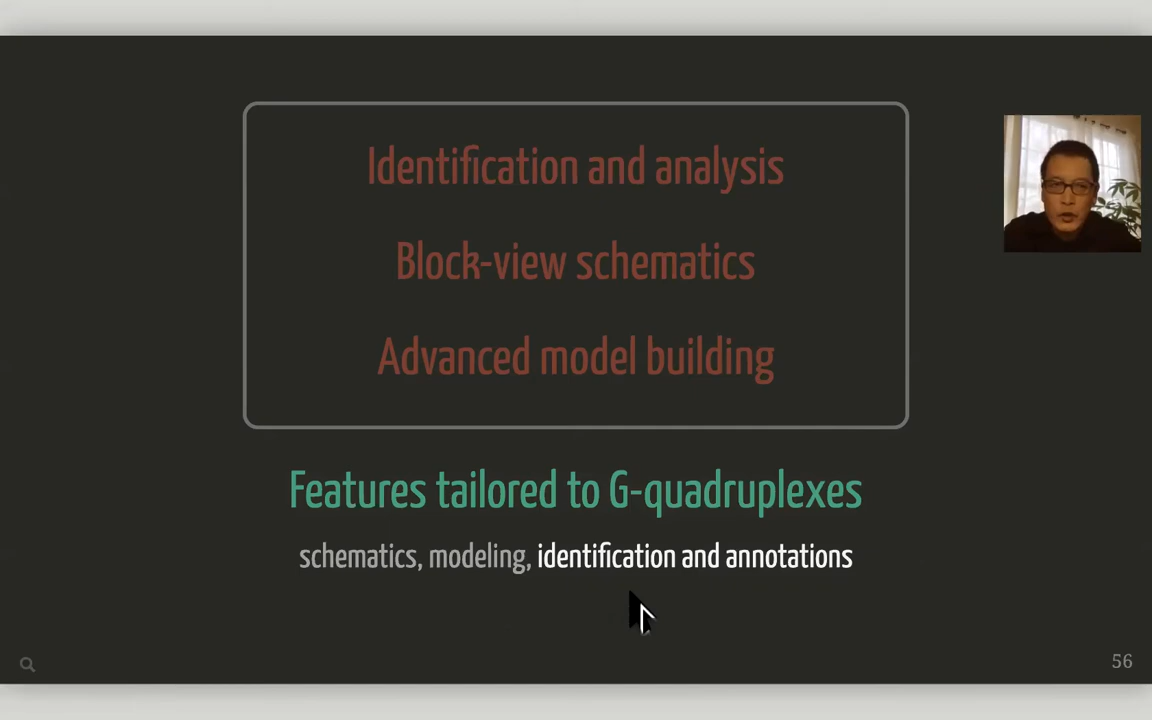 Identification and analysis
Block-view schematics
Advanced model building
Features tailored to G-quadruplexes
schematics, modeling, identification and annotations
56